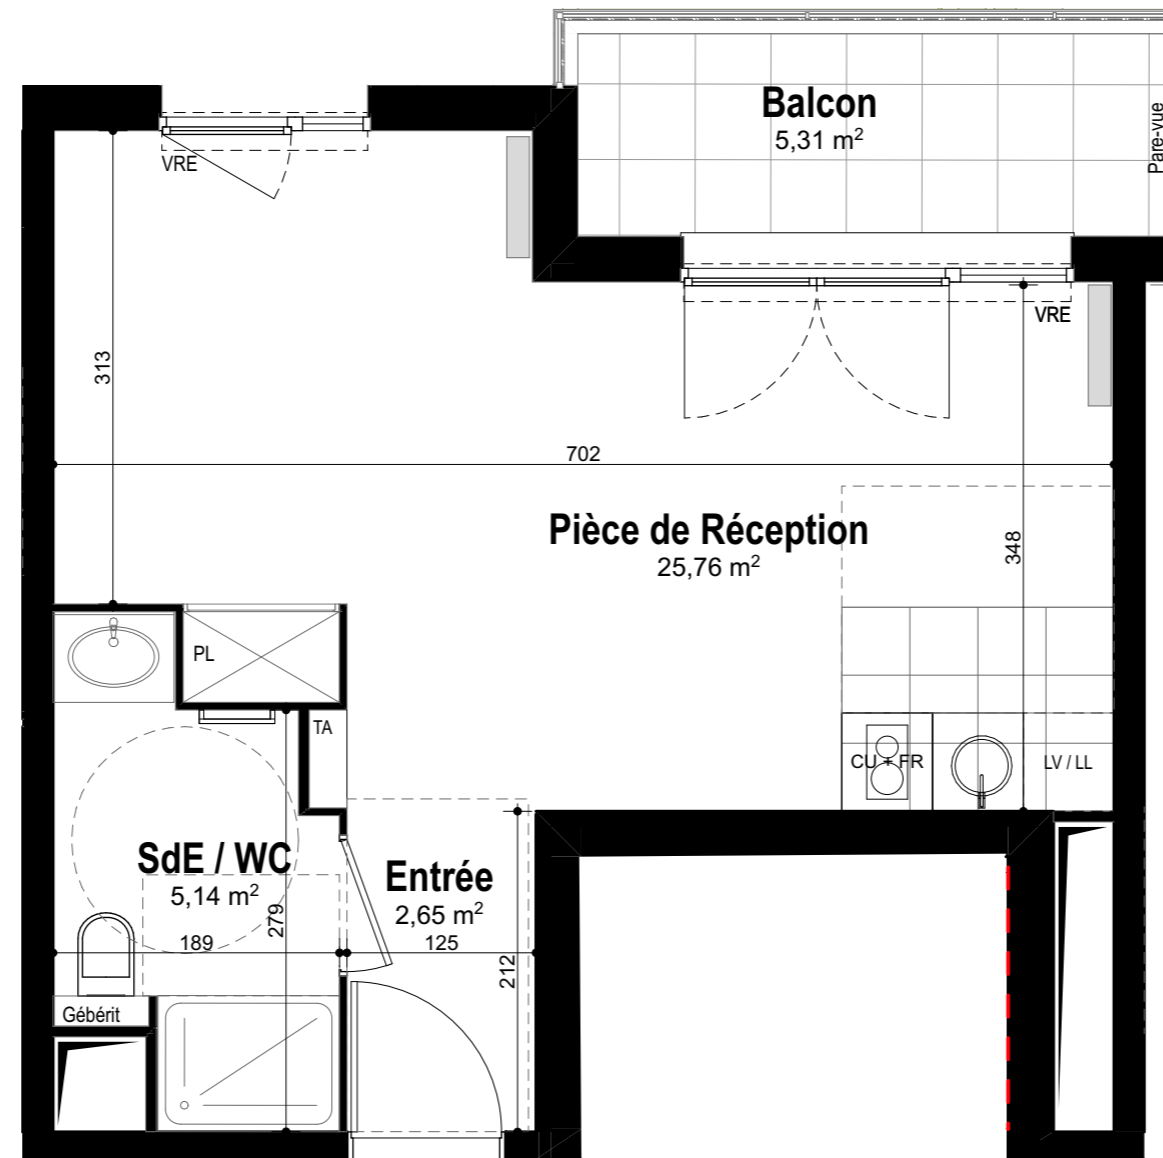 Balcon
5,31 m²
Pare-vue
VRE
VRE
313
702
Pièce de Réception
25,76 m²
348
PL
TA
CU + FR
LV / LL
SdE / WC
5,14 m²
279
189
Entrée
2,65 m²
125
212
Gébérit